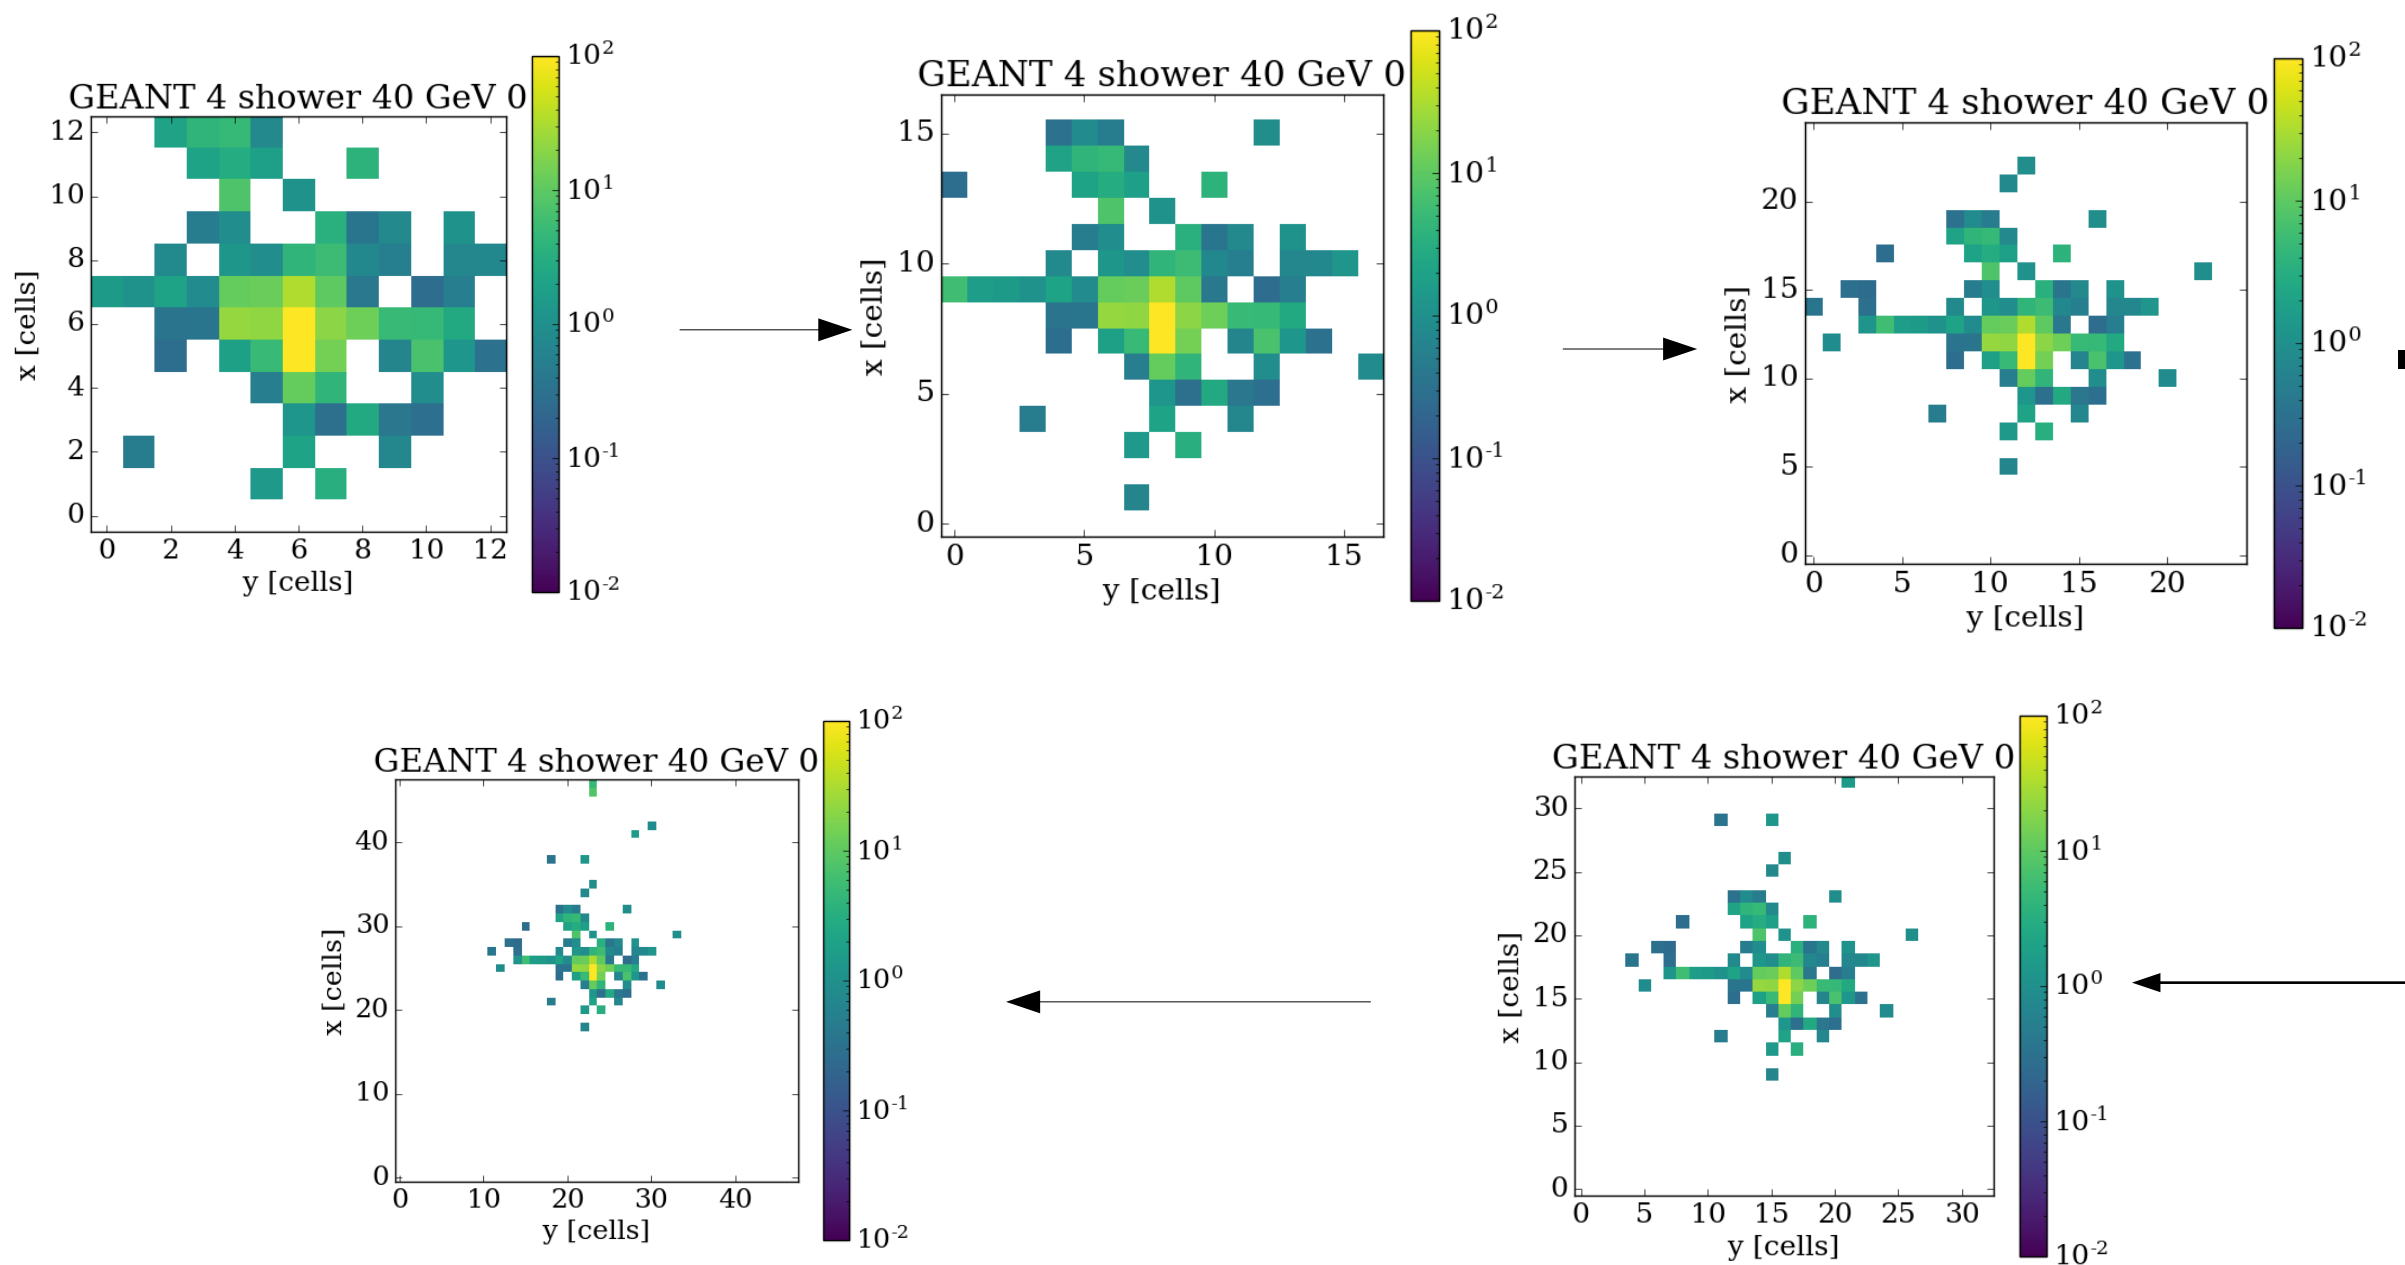 GEANT 4 shower 40 GeV 0
x [cells]
12
10
8
6
4
2
0
0 2 4 6 8 10 12
y [cells]
10²
10¹
10⁰
10⁻¹
10⁻²
GEANT 4 shower 40 GeV 0
x [cells]
15
10
5
0
0 5 10 15
y [cells]
10²
10¹
10⁰
10⁻¹
10⁻²
GEANT 4 shower 40 GeV 0
x [cells]
20
15
10
5
0
0 5 10 15 20
y [cells]
10²
10¹
10⁰
10⁻¹
10⁻²
GEANT 4 shower 40 GeV 0
x [cells]
40
30
20
10
0
0 10 20 30 40
y [cells]
10²
10¹
10⁰
10⁻¹
10⁻²
GEANT 4 shower 40 GeV 0
x [cells]
30
25
20
15
10
5
0
0 5 10 15 20 25 30
y [cells]
10²
10¹
10⁰
10⁻¹
10⁻²